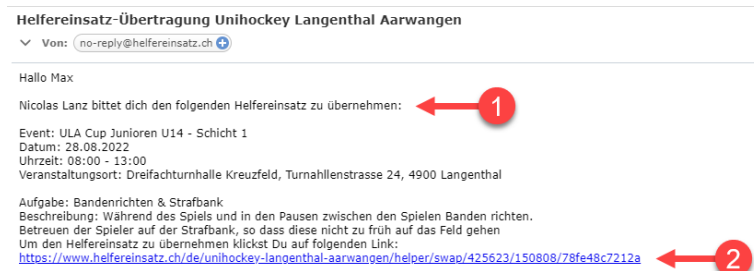 Helfereinsatz-Übertragung Unihockey Langenthal Aarwangen
Von: no-reply@helfereinsatz.ch
Hallo Max
Nicolas Lanz bittet dich den folgenden Helfereinsatz zu übernehmen:
1
Event: ULA Cup Junioren U14 - Schicht 1
Datum: 28.08.2022
Uhrzeit: 08:00 - 13:00
Veranstaltungsort: Dreifachturnhalle Kreuzfeld, Turnahllenstrasse 24, 4900 Langenthal
Aufgabe: Bandenrichten & Strafbank
Beschreibung: Während des Spiels und in den Pausen zwischen den Spielen Banden richten.
Betreuen der Spieler auf der Strafbank, so dass diese nicht zu früh auf das Feld gehen
Um den Helfereinsatz zu übernehmen klickst Du auf folgenden Link:
https://www.helfereinsatz.ch/de/unihockey-langenthal-aarwangen/helper/swap/425623/150808/78fe48c7212a
2